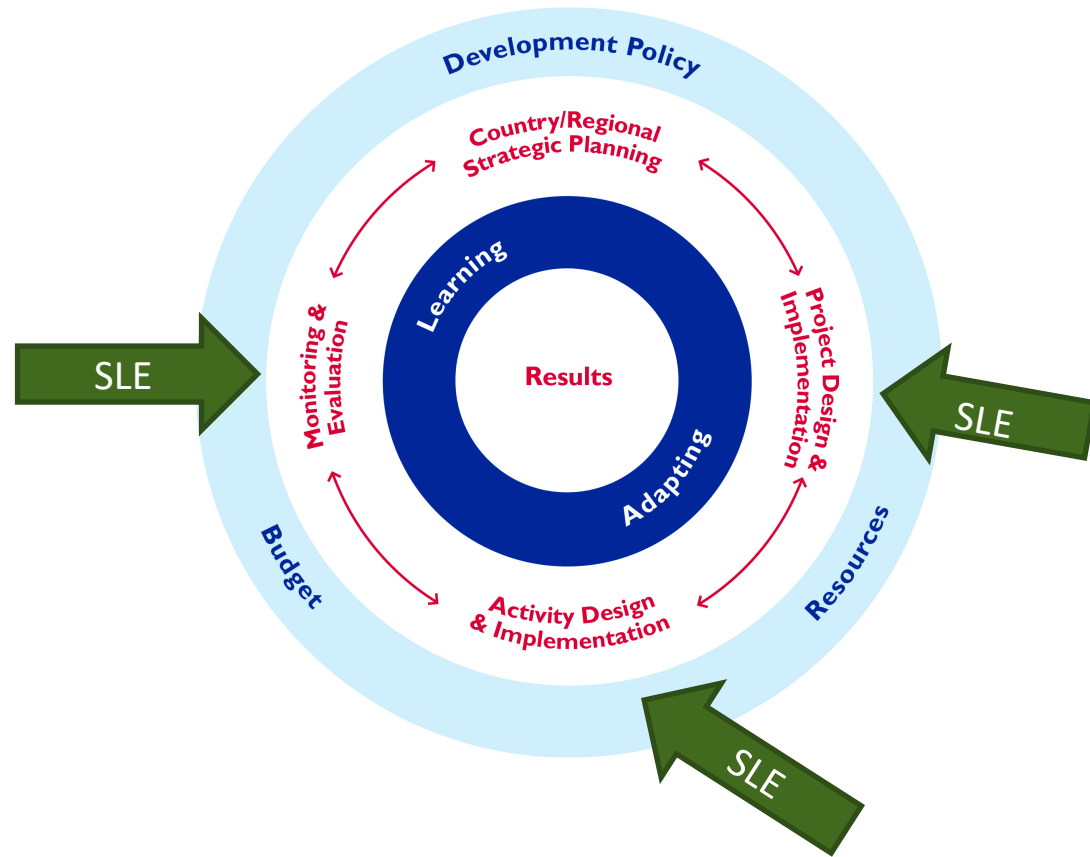 Development Policy
Country/Regional
Strategic Planning
Learning
Monitoring &
Evaluation
SLE
Results
Project Design &
Implementation
SLE
Adapting
Budget
Resources
Activity Design
& Implementation
SLE